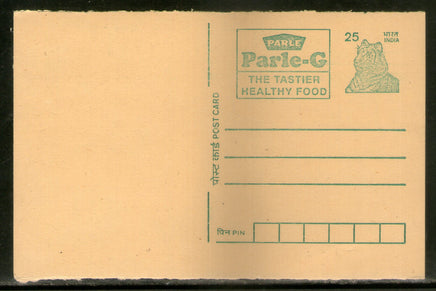 PARLE
Parle-G
THE TASTIER
HEALTHY FOOD
25
भारत
INDIA
पोस्ट कार्ड POST CARD
पिन PIN